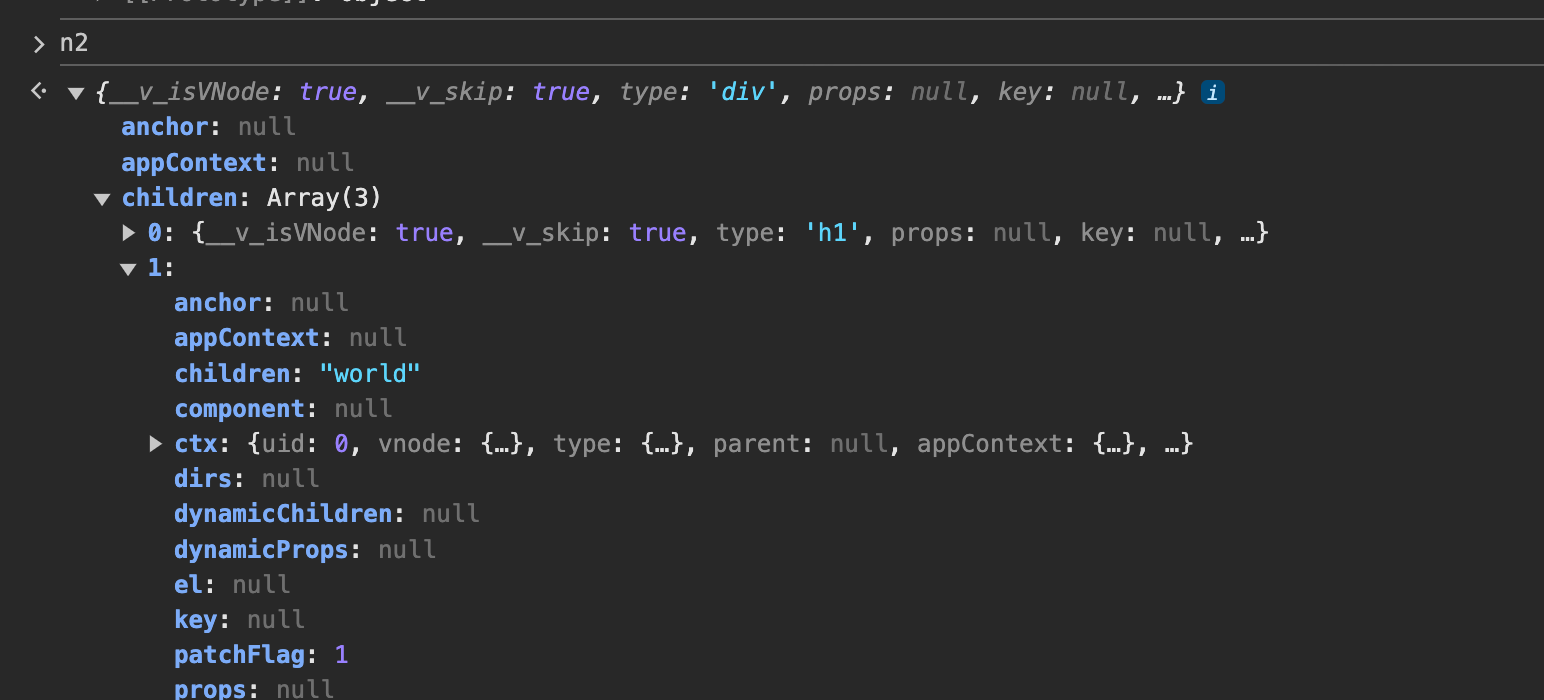 n2
{__v_isVNode: true, __v_skip: true, type: 'div', props: null, key: null, …} i
anchor: null
appContext: null
children: Array(3)
0: {__v_isVNode: true, __v_skip: true, type: 'h1', props: null, key: null, …}
1:
anchor: null
appContext: null
children: "world"
component: null
ctx: {uid: 0, vnode: {…}, type: {…}, parent: null, appContext: {…}, …}
dirs: null
dynamicChildren: null
dynamicProps: null
el: null
key: null
patchFlag: 1
props: null